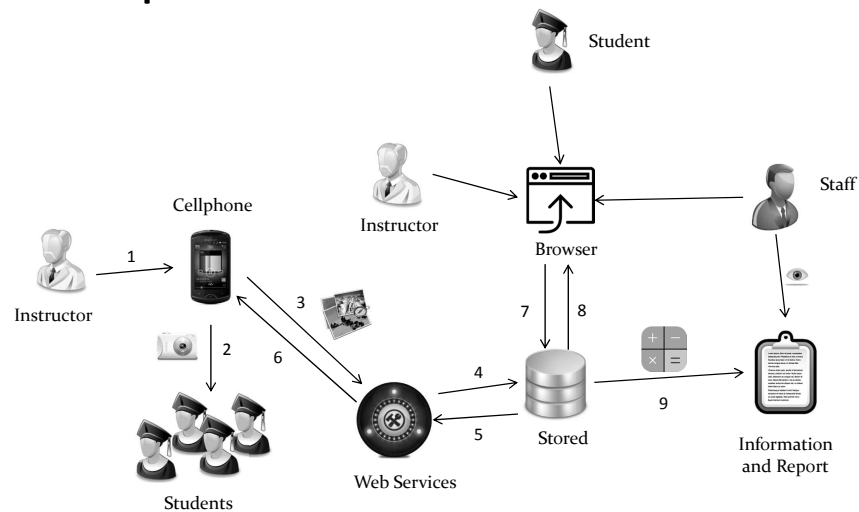 Student
Staff
Instructor
Cellphone
Browser
1
Instructor
3
7
8
2
6
4
9
5
Stored
Information
and Report
Web Services
Students